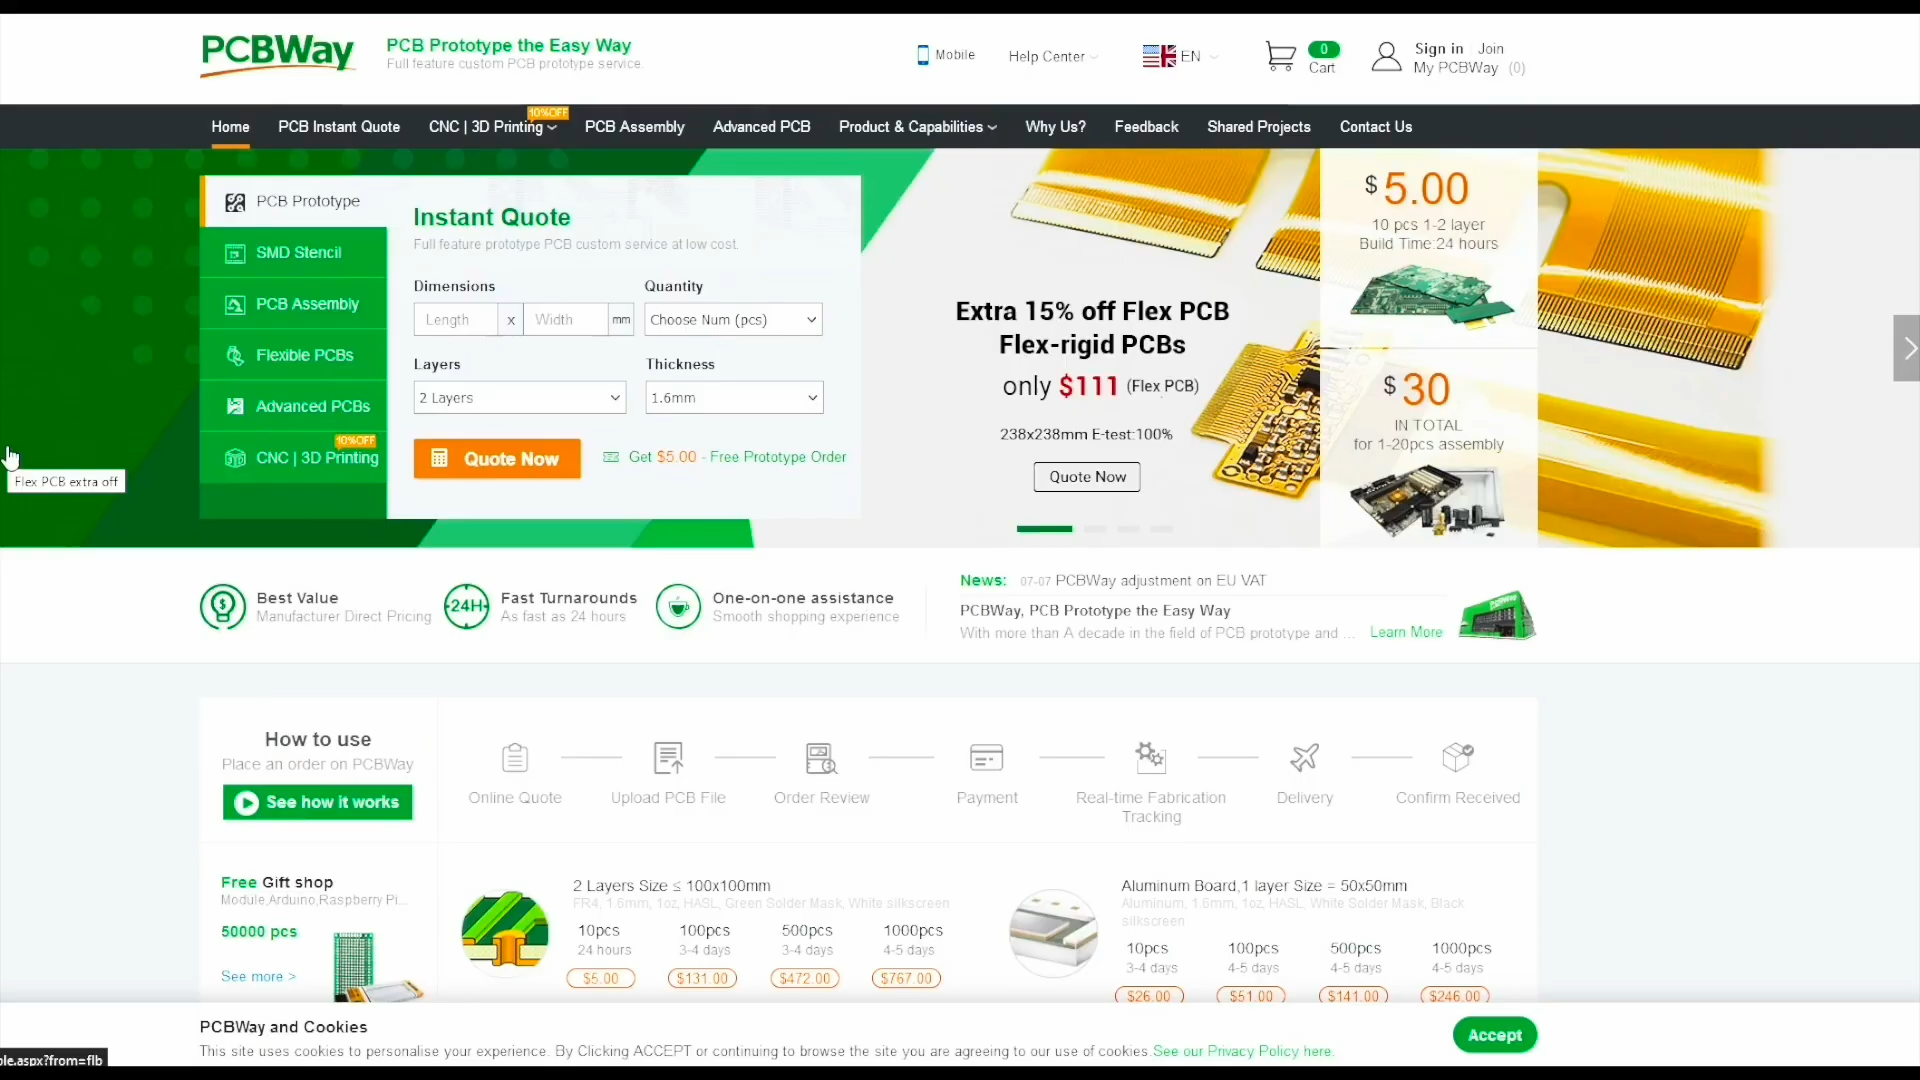 PCBWay
PCB Prototype the Easy Way
Full feature custom PCB prototype service.
Mobile
Help Center
EN
0
Cart
Sign in
Join
My PCBWay (0)
10%OFF
Home
PCB Instant Quote
CNC | 3D Printing
PCB Assembly
Advanced PCB
Product & Capabilities
Why Us?
Feedback
Shared Projects
Contact Us
PCB Prototype
SMD Stencil
PCB Assembly
Flexible PCBs
Advanced PCBs
10%OFF
CNC | 3D Printing
Flex PCB extra off
Instant Quote
Full feature prototype PCB custom service at low cost.
Dimensions
Quantity
Length x Width mm
Choose Num (pcs)
Layers
Thickness
2 Layers
1.6mm
Quote Now
Get $5.00 - Free Prototype Order
Extra 15% off Flex PCB
Flex-rigid PCBs
only $111 (Flex PCB)
238x238mm E-test:100%
Quote Now
$5.00
10 pcs 1-2 layer
Build Time:24 hours
$30
IN TOTAL
for 1-20pcs assembly
Best Value
Manufacturer Direct Pricing
24H
Fast Turnarounds
As fast as 24 hours
One-on-one assistance
Smooth shopping experience
News: 07-07 PCBWay adjustment on EU VAT
PCBWay, PCB Prototype the Easy Way
With more than A decade in the field of PCB prototype and ... Learn More
How to use
Place an order on PCBWay
See how it works
Online Quote
Upload PCB File
Order Review
Payment
Real-time Fabrication
Tracking
Delivery
Confirm Received
Free Gift shop
Module,Arduino,Raspberry Pi...
50000 pcs
See more >
2 Layers Size ≤ 100x100mm
FR4, 1.6mm, 1oz, HASL, Green Solder Mask, White silkscreen
10pcs 100pcs 500pcs 1000pcs
24 hours 3-4 days 3-4 days 4-5 days
$5.00 $131.00 $472.00 $767.00
Aluminum Board,1 layer Size = 50x50mm
Aluminum, 1.6mm, 1oz, HASL, White Solder Mask, Black
silkscreen
10pcs 100pcs 500pcs 1000pcs
3-4 days 4-5 days 4-5 days 4-5 days
$26.00 $51.00 $141.00 $246.00
PCBWay and Cookies
This site uses cookies to personalise your experience. By Clicking ACCEPT or continuing to browse the site you are agreeing to our use of cookies.See our Privacy Policy here.
Accept
ole.aspx?from=flb